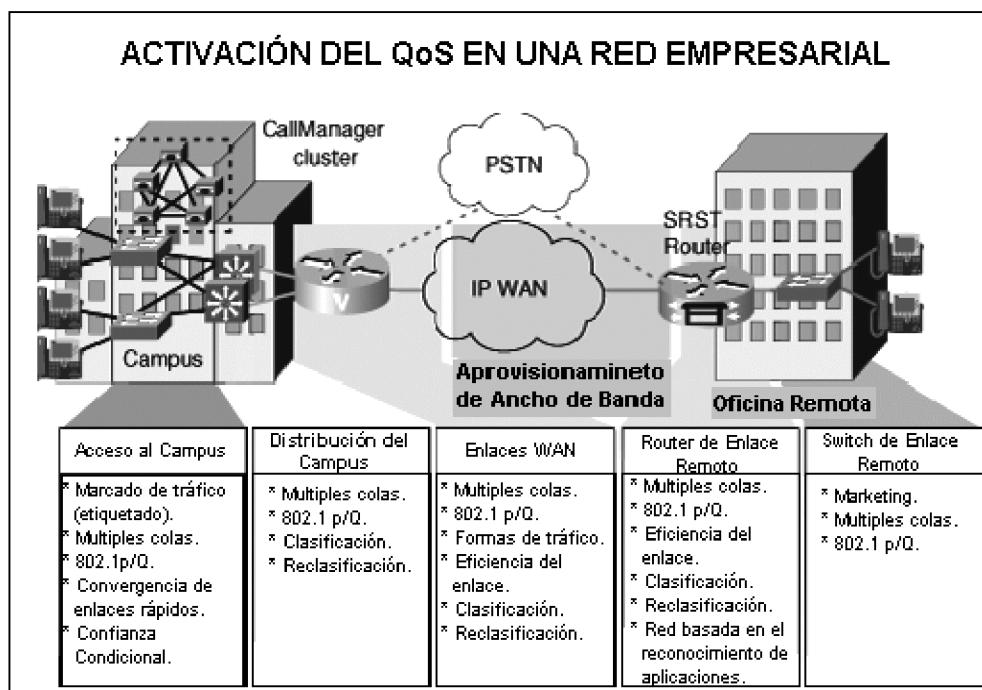 ACTIVACIÓN DEL QoS EN UNA RED EMPRESARIAL
CallManager
cluster
PSTN
SRST
Router
V
IP WAN
Campus
Aprovisionamineto
de Ancho de Banda
Oficina Remota
Acceso al Campus
* Marcado de tráfico
(etiquetado).
* Multiples colas.
* 802.1p/Q.
* Convergencia de
enlaces rápidos.
* Confianza
Condicional.
Distribución del
Campus
* Multiples colas.
* 802.1 p/Q.
* Clasificación.
* Reclasificación.
Enlaces WAN
* Multiples colas.
* 802.1 p/Q.
* Formas de tráfico.
* Eficiencia del
enlace.
* Clasificación.
* Reclasificación.
Router de Enlace
Remoto
* Multiples colas.
* 802.1 p/Q.
* Eficiencia del
enlace.
* Clasificación.
* Reclasificación.
* Red basada en el
reconocimiento de
aplicaciones.
Switch de Enlace
Remoto
* Marketing.
* Multiples colas.
* 802.1 p/Q.